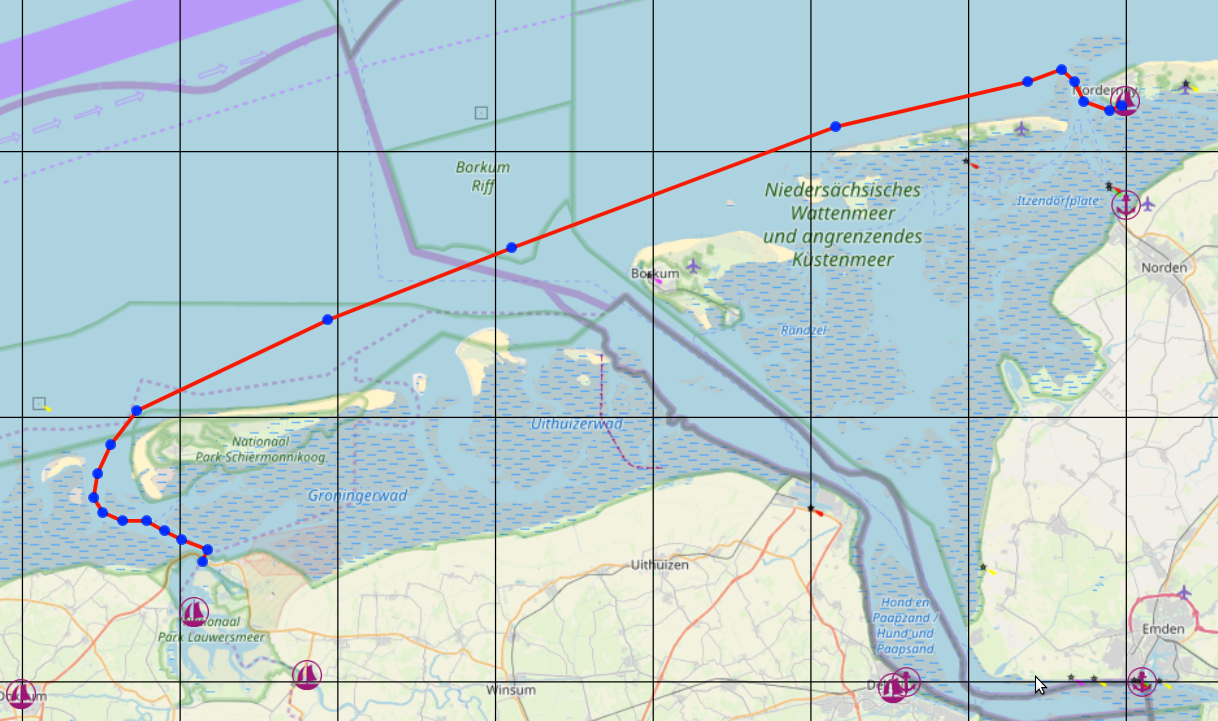 Norderney
Borkum
Riff
Niedersächsisches
Wattenmeer
und angrenzendes
Küstenmeer
Itzendorfplate
Borkum
Norden
Randzel
Uithuizerwad
Nationaal
Park Schiermonnikoog
Groningerwad
Uithuizen
Hond en
Paapzand /
Hund und
Paapsand
Park Lauwersmeer
Emden
Winsum